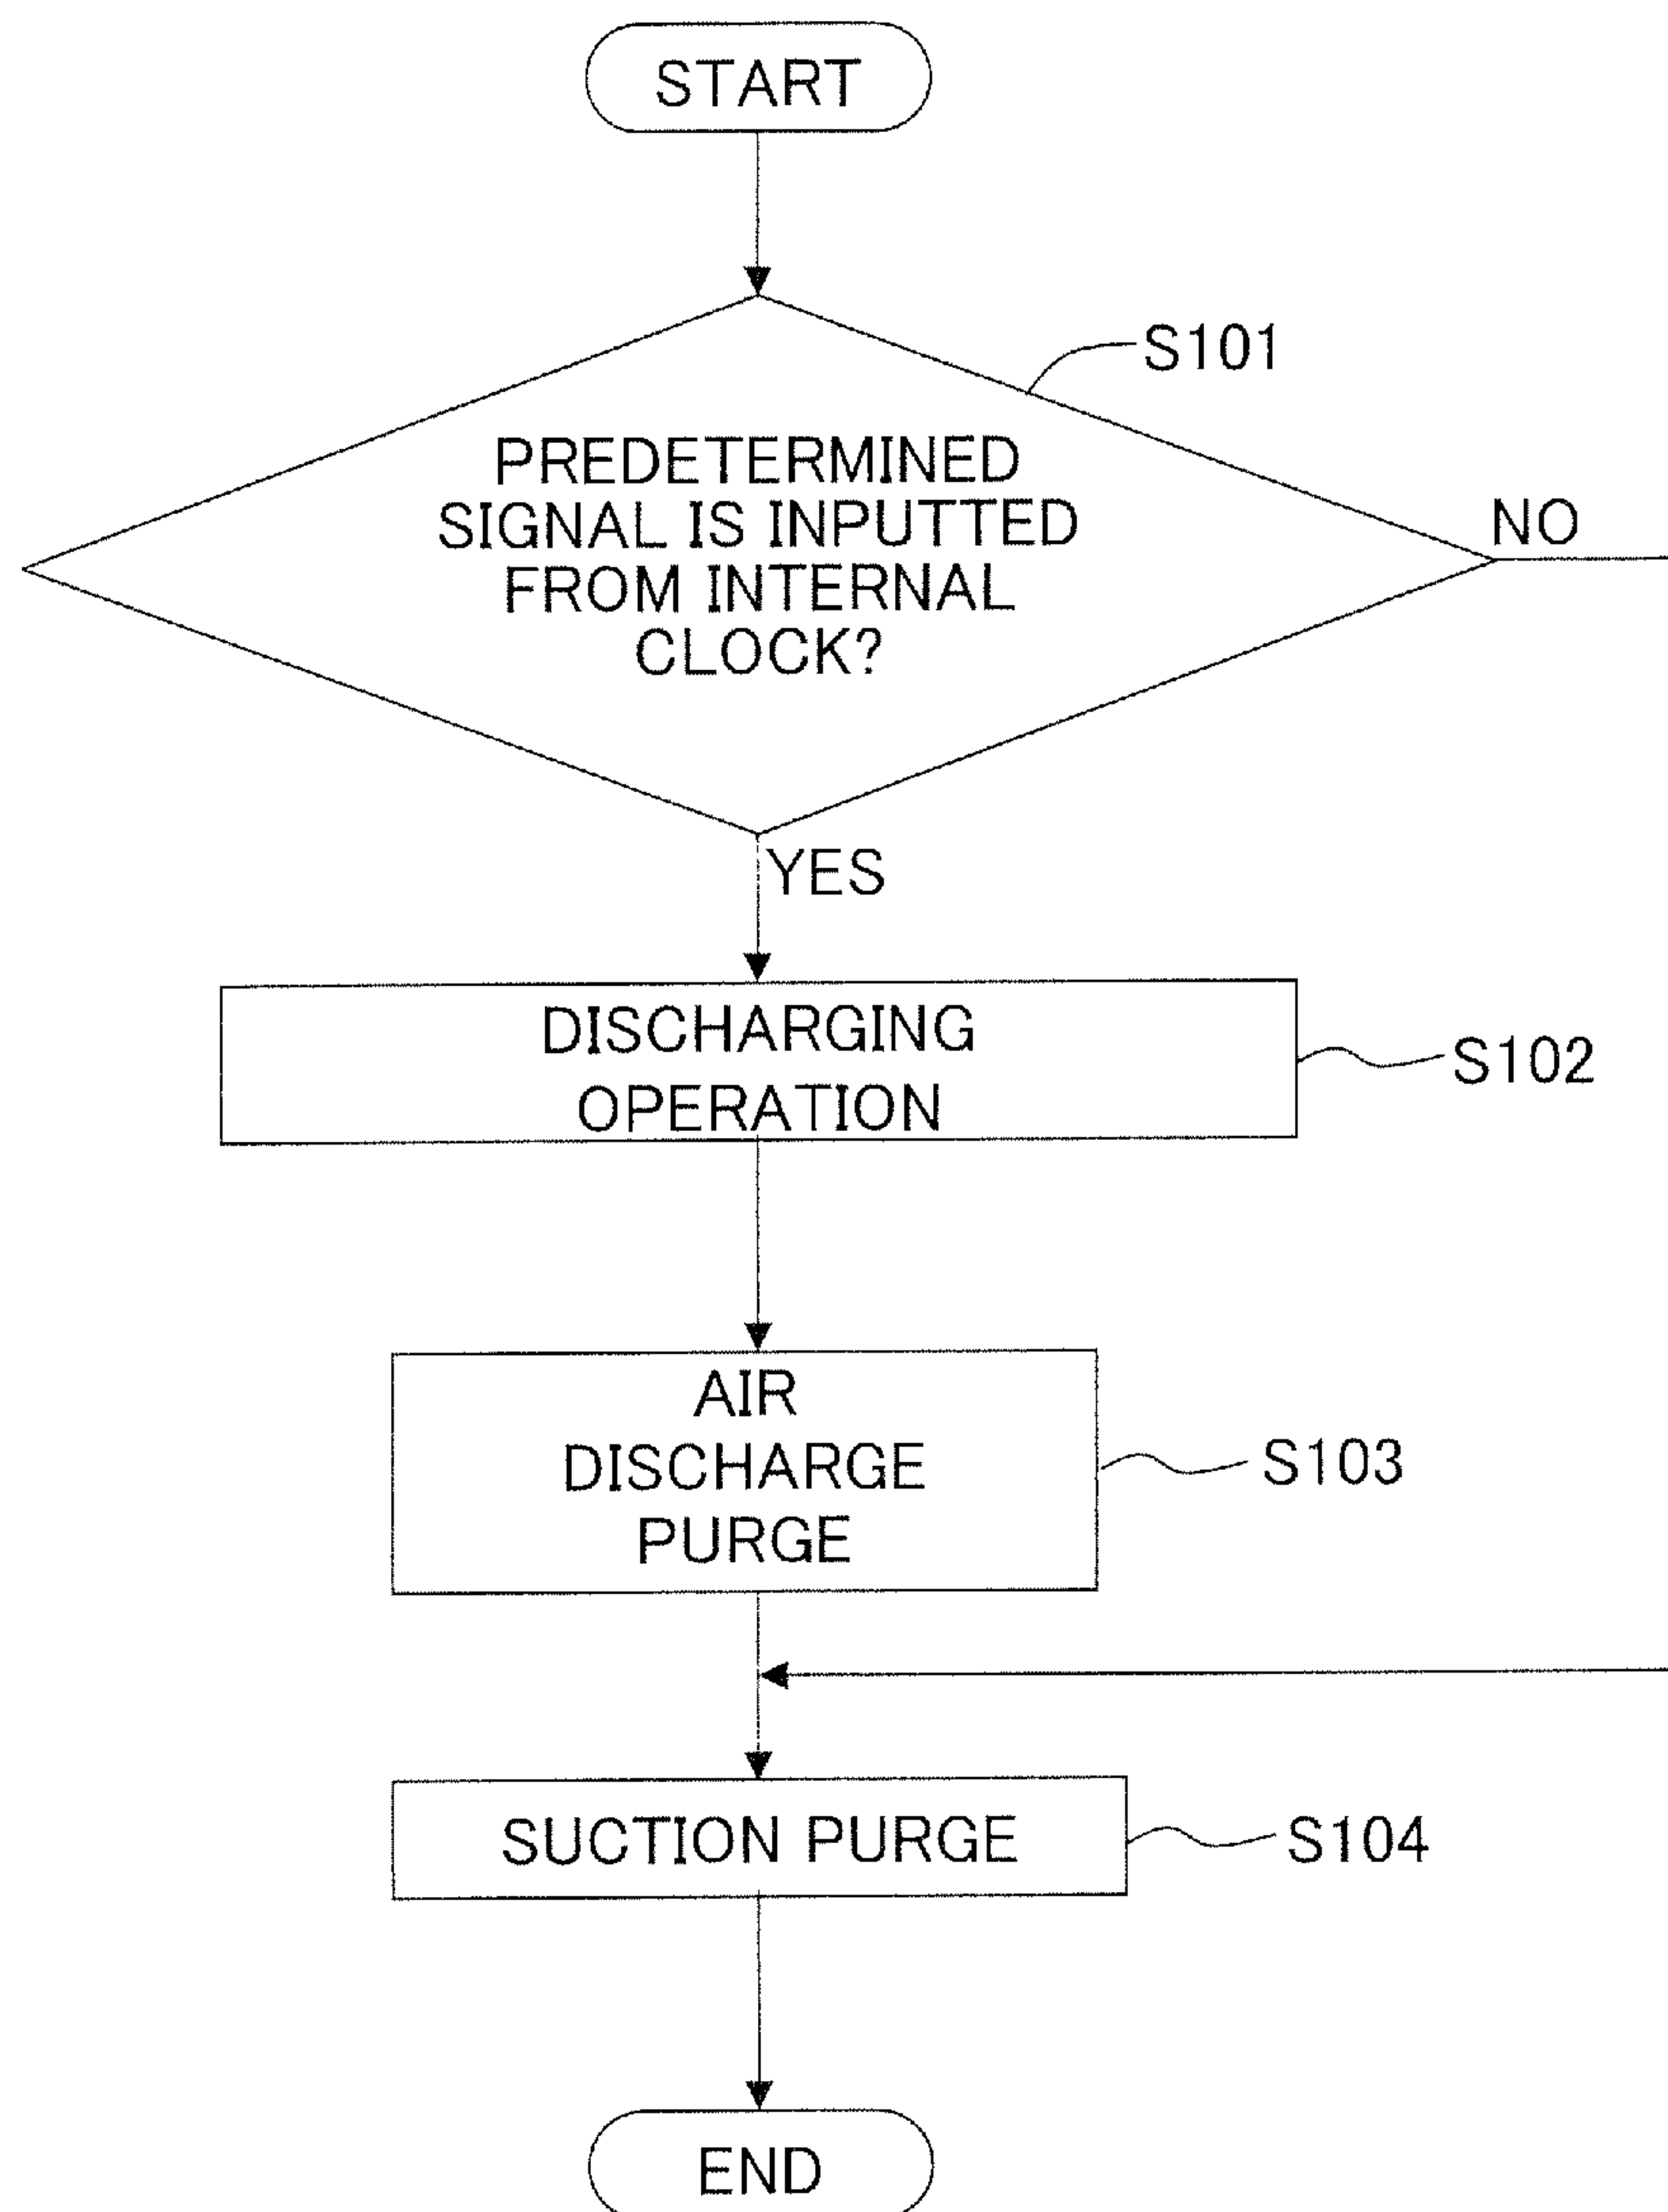 START
S101
PREDETERMINED
SIGNAL IS INPUTTED
FROM INTERNAL
CLOCK?
NO
YES
DISCHARGING
OPERATION
S102
AIR
DISCHARGE
PURGE
S103
SUCTION PURGE
S104
END